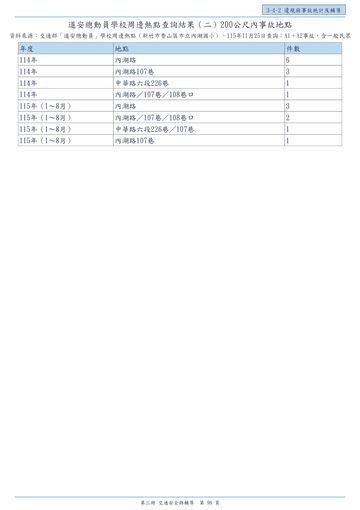 3-4-2 違規與事故統計及輔導
道安總動員學校周邊熱點查詢結果（二）200公尺內事故地點
資料來源：交通部「道安總動員」學校周邊熱點（新竹市香山區市立內湖國小），115年11月25日查詢；A1＋A2事故，含一般民眾
年度 地點 件數
114年 內湖路 6
114年 內湖路107巷 3
114年 中華路六段226巷 1
114年 內湖路／107巷／108巷口 1
115年（1～8月） 內湖路 3
115年（1～8月） 內湖路／107巷／108巷口 2
115年（1～8月） 中華路六段226巷／107巷 1
115年（1～8月） 內湖路107巷 1
第三冊 交通安全與輔導 第 96 頁